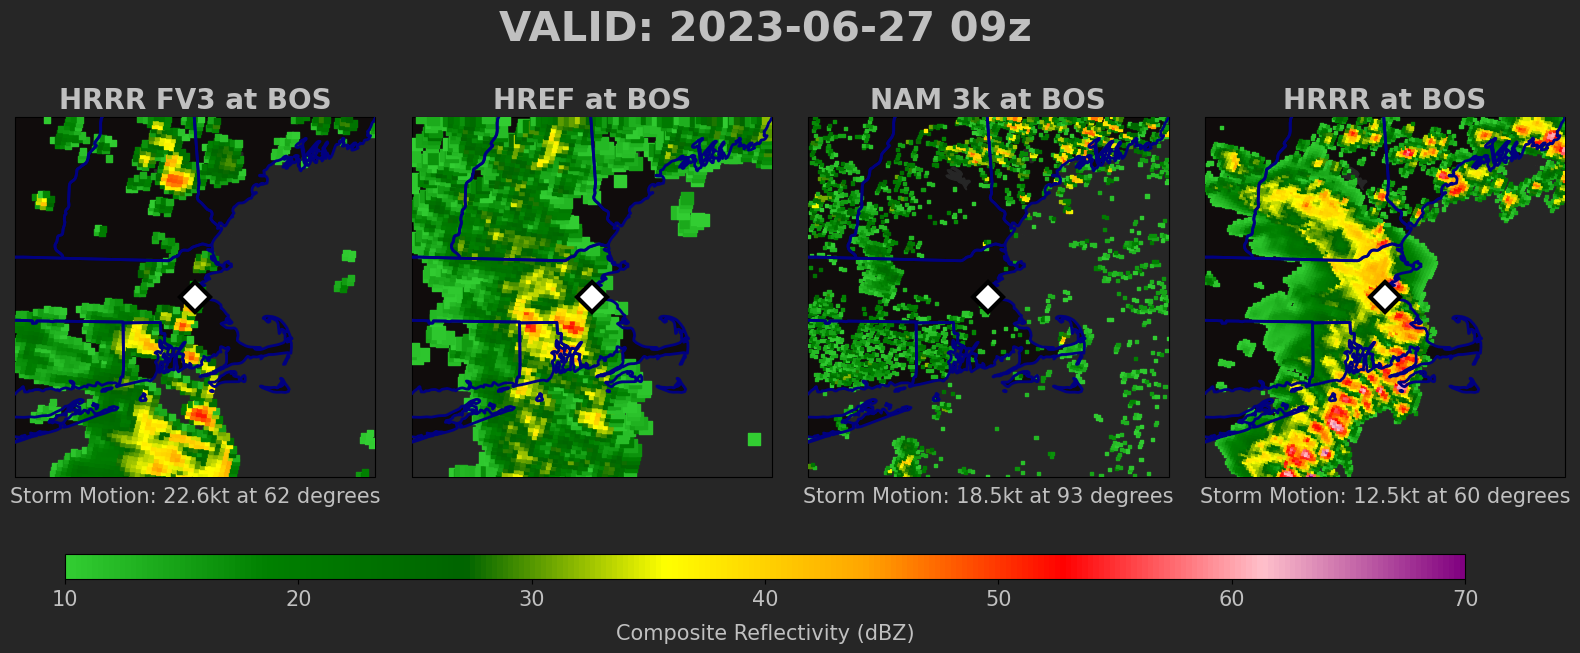 VALID: 2023-06-27 09z
HRRR FV3 at BOS
HREF at BOS
NAM 3k at BOS
HRRR at BOS
Storm Motion: 22.6kt at 62 degrees
Storm Motion: 18.5kt at 93 degrees
Storm Motion: 12.5kt at 60 degrees
10 20 30 40 50 60 70
Composite Reflectivity (dBZ)